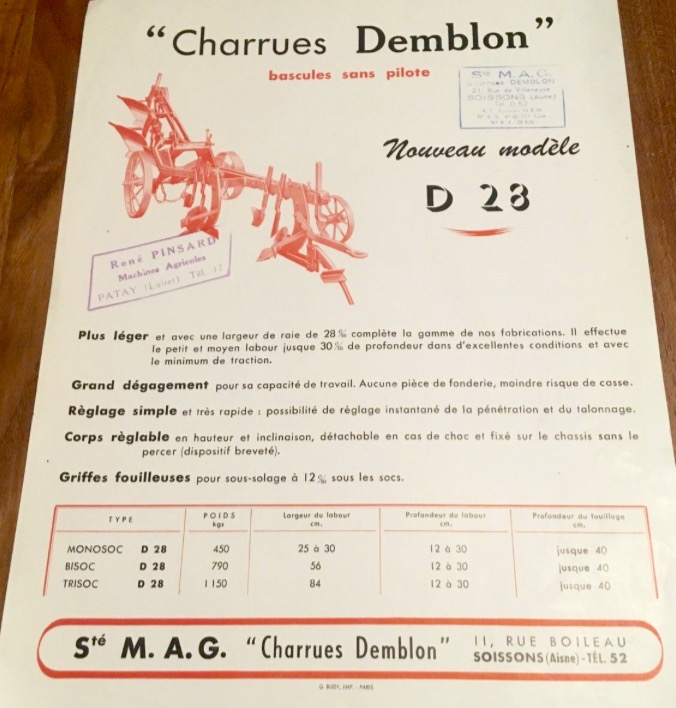 “Charrues Demblon”
bascules sans pilote
Sté M. A. G.
DEMBLON
SOISSONS (Aisne)
Nouveau modèle
D 28
René PINSARD
Machines Agricoles
PATAY (Loiret) Tél. 17
Plus léger et avec une largeur de raie de 28 % complète la gamme de nos fabrications. Il effectue
le petit et moyen labour jusque 30 % de profondeur dans d'excellentes conditions et avec
le minimum de traction.
Grand dégagement pour sa capacité de travail. Aucune pièce de fonderie, moindre risque de casse.
Règlage simple et très rapide : possibilité de règlage instantané de la pénétration et du talonnage.
Corps règlable en hauteur et inclinaison, détachable en cas de choc et fixé sur le chassis sans le
percer (dispositif breveté).
Griffes fouilleuses pour sous-solage à 12 % sous les socs.
TYPE POIDS kgs Largeur du labour cm. Profondeur du labour cm. Profondeur du fouillage cm.
MONOSOC D 28 450 25 à 30 12 à 30 jusque 40
BISOC D 28 790 56 12 à 30 jusque 40
TRISOC D 28 1150 84 12 à 30 jusque 40
Sté M. A. G. “Charrues Demblon” 11, RUE BOILEAU
SOISSONS (Aisne) - TÉL. 52
IMP. - PARIS